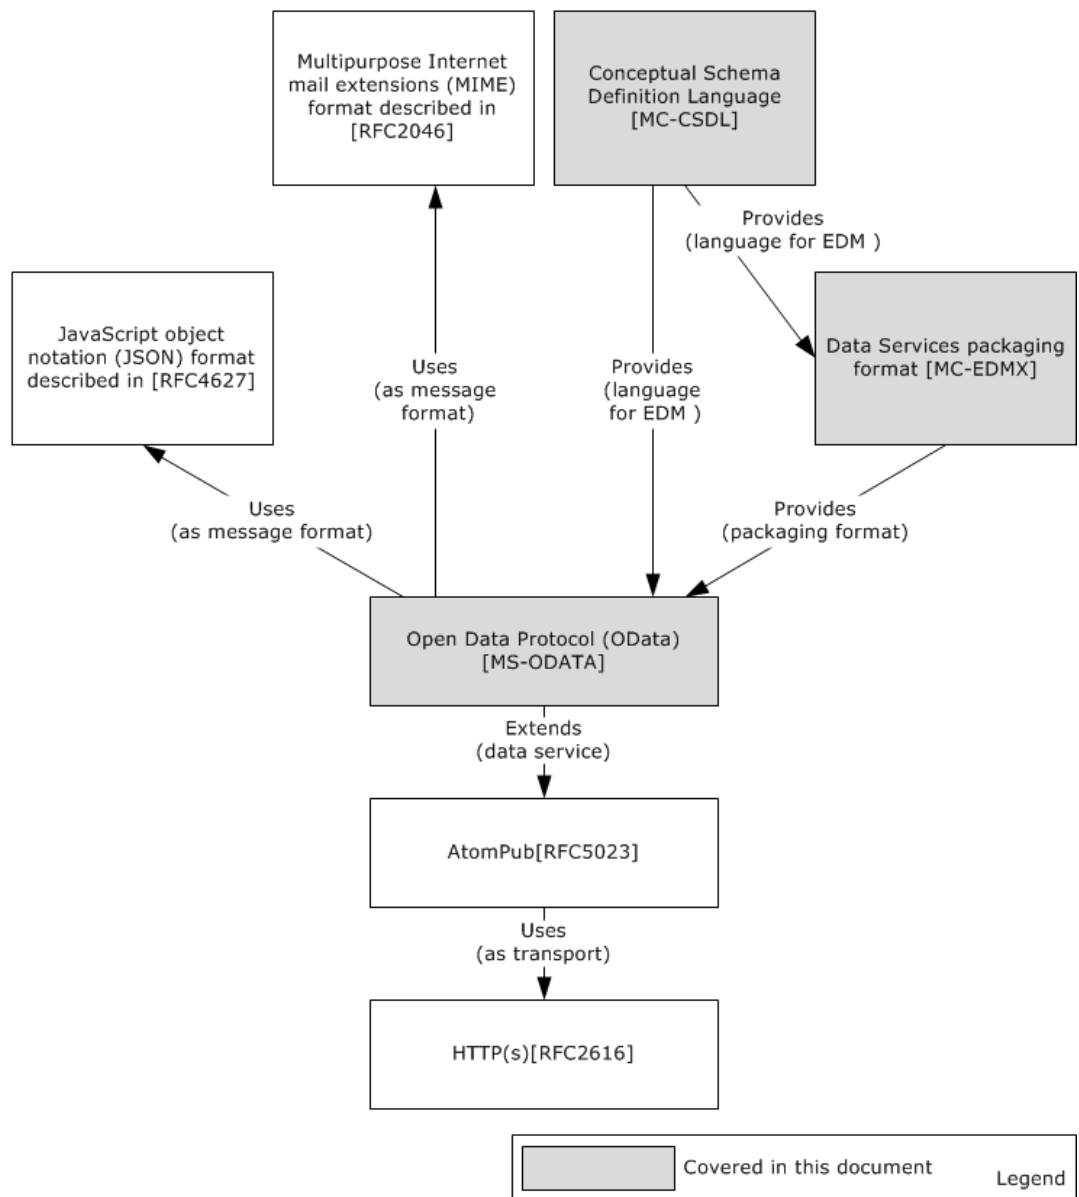 Multipurpose Internet
mail extensions (MIME)
format described in
[RFC2046]
Conceptual Schema
Definition Language
[MC-CSDL]
Provides
(language for EDM )
JavaScript object
notation (JSON) format
described in [RFC4627]
Data Services packaging
format [MC-EDMX]
Uses
(as message
format)
Provides
(language
for EDM )
Uses
(as message format)
Provides
(packaging format)
Open Data Protocol (OData)
[MS-ODATA]
Extends
(data service)
AtomPub[RFC5023]
Uses
(as transport)
HTTP(s)[RFC2616]
Covered in this document
Legend